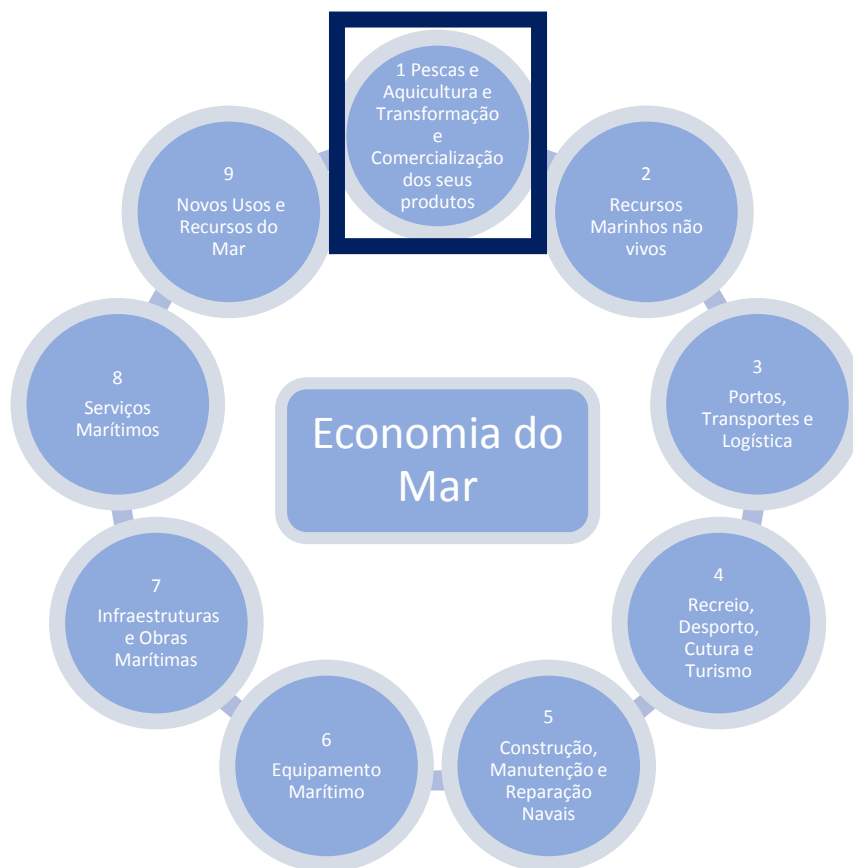 1 Pescas e
Aquicultura e
Transformação
e
Comercialização
dos seus
produtos
2
Recursos
Marinhos não
vivos
3
Portos,
Transportes e
Logística
4
Recreio,
Desporto,
Cutura e
Turismo
5
Construção,
Manutenção e
Reparação
Navais
6
Equipamento
Marítimo
7
Infraestruturas
e Obras
Marítimas
8
Serviços
Marítimos
9
Novos Usos e
Recursos do
Mar
Economia do
Mar